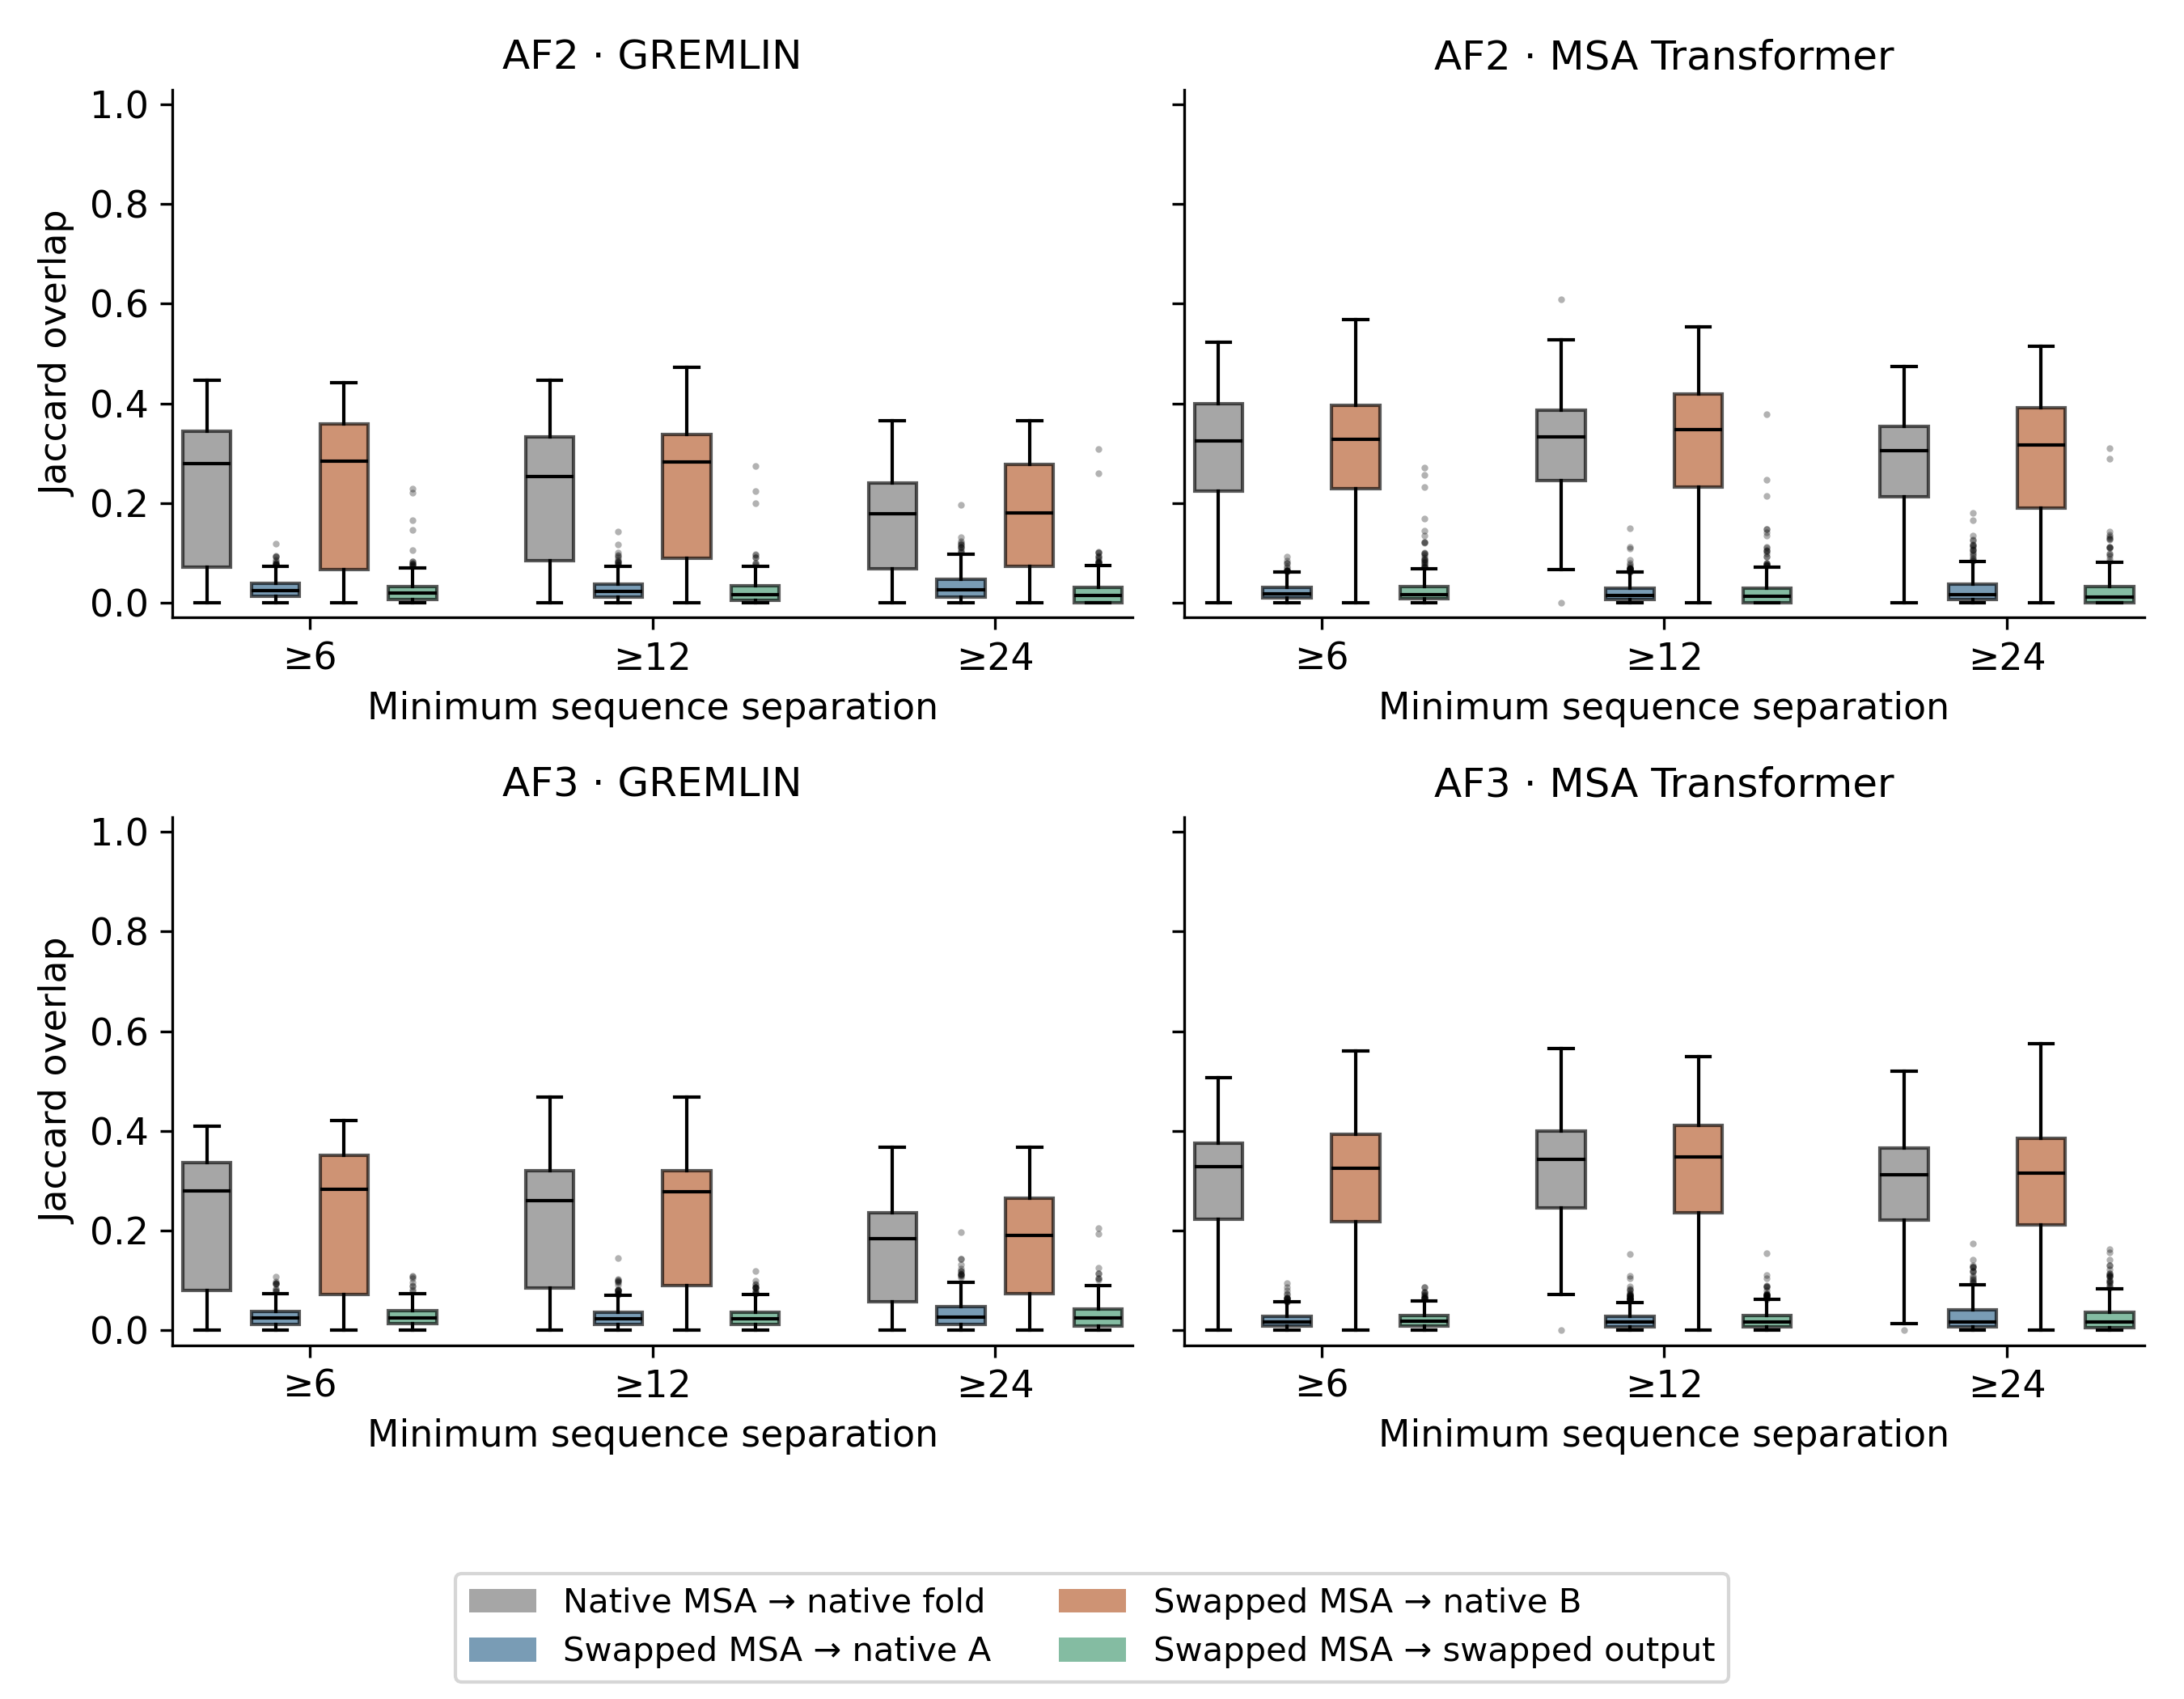 AF2 · GREMLIN
AF2 · MSA Transformer
Jaccard overlap
1.0
0.8
0.6
0.4
0.2
0.0
≥6
≥12
≥24
≥6
≥12
≥24
Minimum sequence separation
Minimum sequence separation
AF3 · GREMLIN
AF3 · MSA Transformer
Jaccard overlap
1.0
0.8
0.6
0.4
0.2
0.0
≥6
≥12
≥24
≥6
≥12
≥24
Minimum sequence separation
Minimum sequence separation
Native MSA → native fold
Swapped MSA → native A
Swapped MSA → native B
Swapped MSA → swapped output